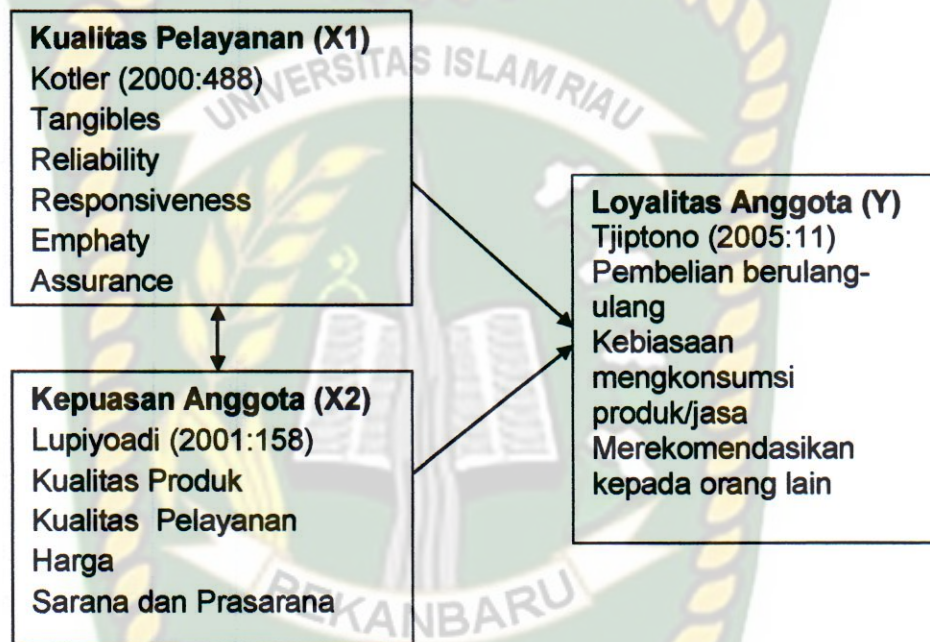 Kualitas Pelayanan (X1)
Kotler (2000:488)
Tangibles
Reliability
Responsiveness
Emphaty
Assurance
Kepuasan Anggota (X2)
Lupiyoadi (2001:158)
Kualitas Produk
Kualitas Pelayanan
Harga
Sarana dan Prasarana
Loyalitas Anggota (Y)
Tjiptono (2005:11)
Pembelian berulang-
ulang
Kebiasaan
mengkonsumsi
produk/jasa
Merekomendasikan
kepada orang lain
UNIVERSITAS ISLAM RIAU
PEKANBARU